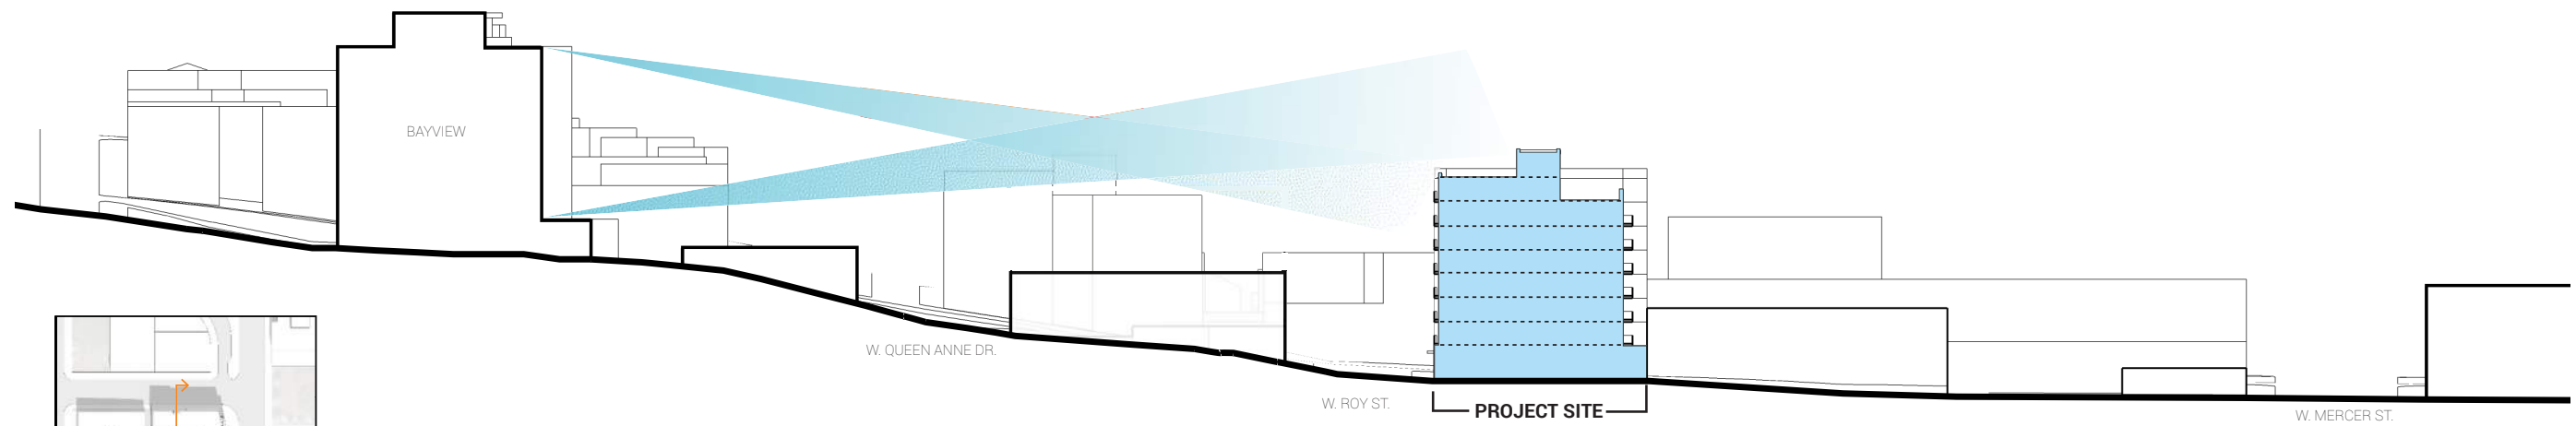 BAYVIEW
W. QUEEN ANNE DR.
W. ROY ST.
PROJECT SITE
W. MERCER ST.